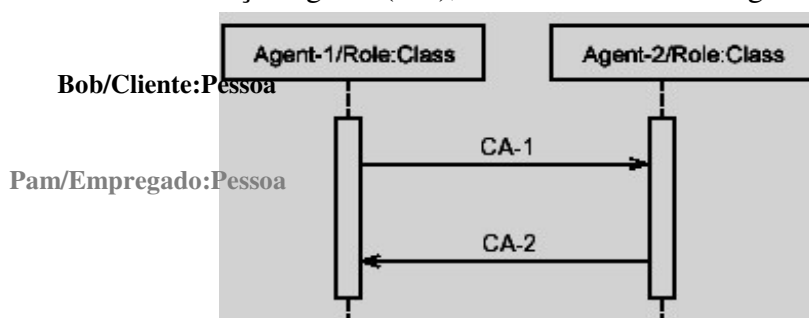 Agent-1/Role:Class
Agent-2/Role:Class
Bob/Cliente:Pessoa
CA-1
Pam/Empregado:Pessoa
CA-2